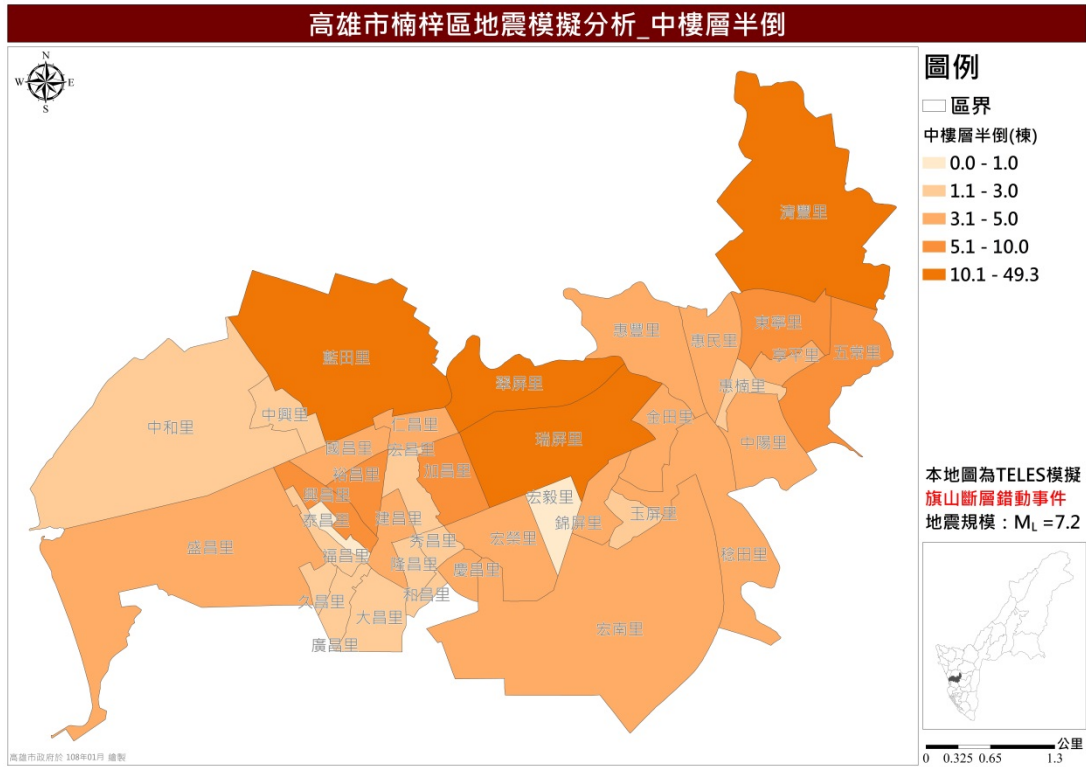 高雄市楠梓區地震模擬分析_中樓層半倒
N
W
E
S
圖例
區界
中樓層半倒(棟)
0.0 - 1.0
1.1 - 3.0
3.1 - 5.0
5.1 - 10.0
10.1 - 49.3
清豐里
東寧里
惠豐里
惠民里
享平里
五常里
藍田里
翠屏里
惠楠里
中興里
金田里
中和里
仁昌里
瑞屏里
中陽里
國昌里
宏昌里
裕昌里
加昌里
興昌里
宏毅里
泰昌里
建昌里
錦屏里
玉屏里
盛昌里
秀昌里
宏榮里
福昌里
隆昌里
慶昌里
稔田里
久昌里
和昌里
大昌里
宏南里
廣昌里
本地圖為TELES模擬
旗山斷層錯動事件
地震規模：ML =7.2
公里
0 0.325 0.65 1.3
高雄市政府於 108年01月 繪製